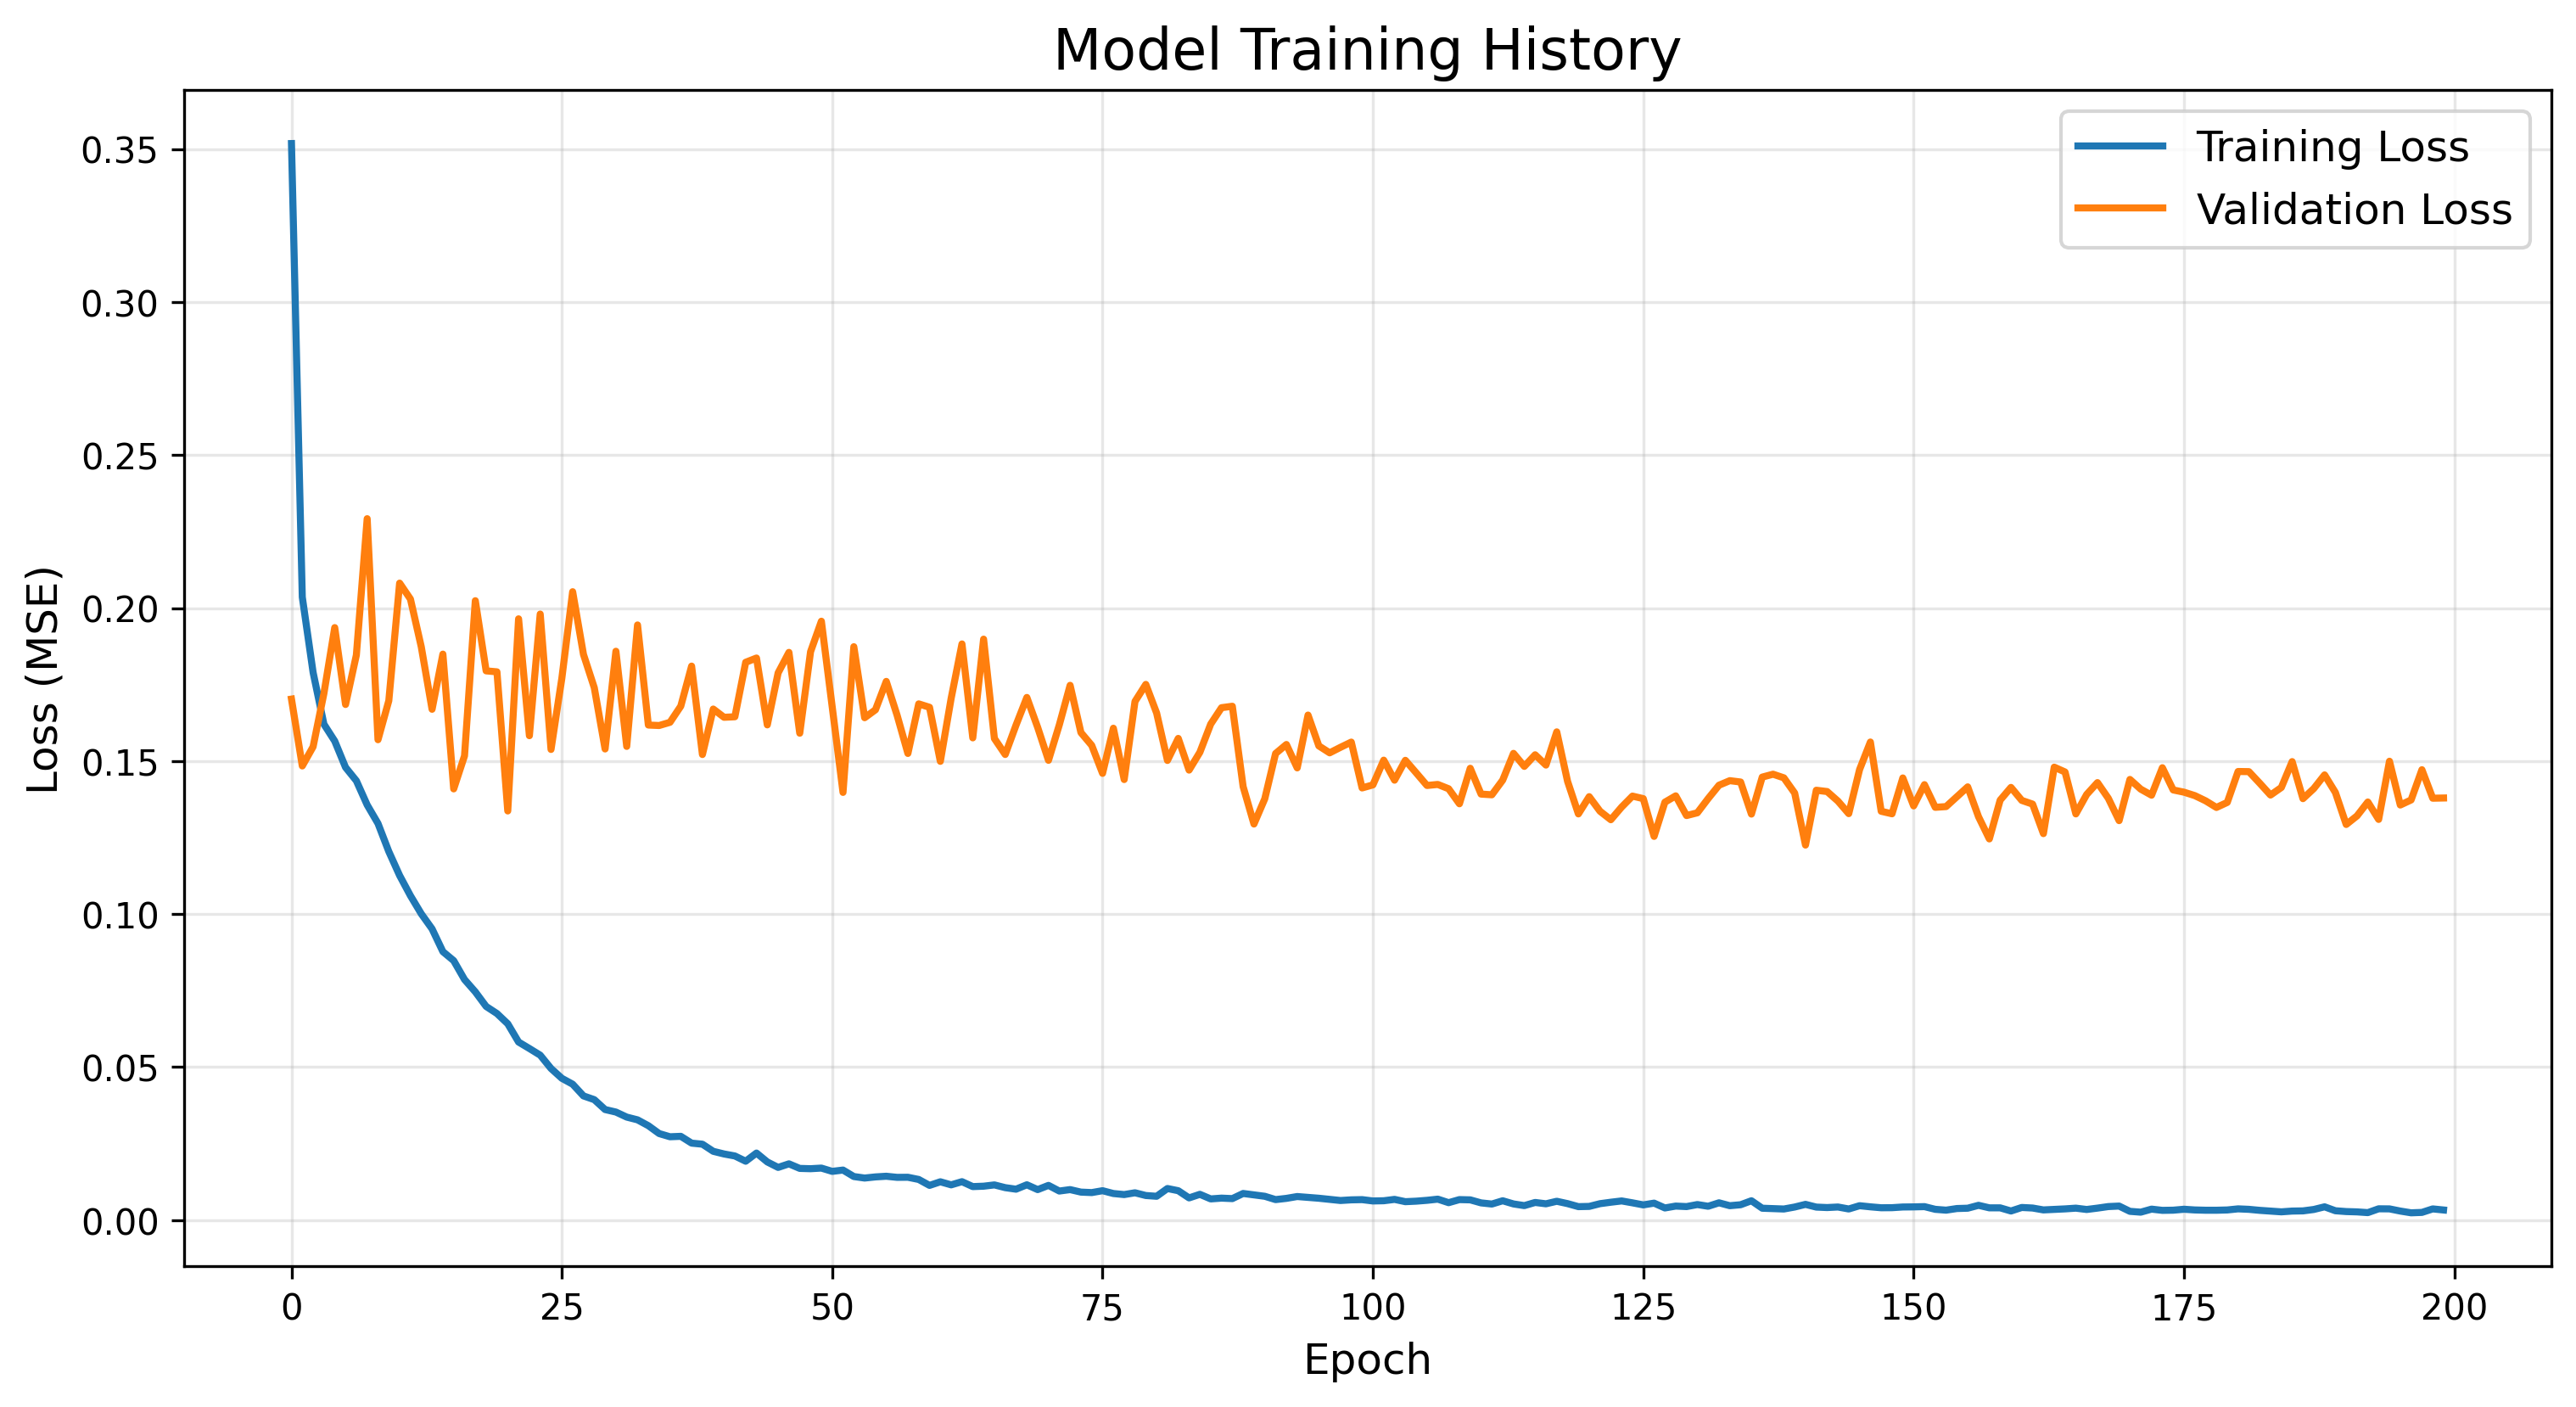 Model Training History
Training Loss
Validation Loss
Loss (MSE)
0.35
0.30
0.25
0.20
0.15
0.10
0.05
0.00
0 25 50 75 100 125 150 175 200
Epoch